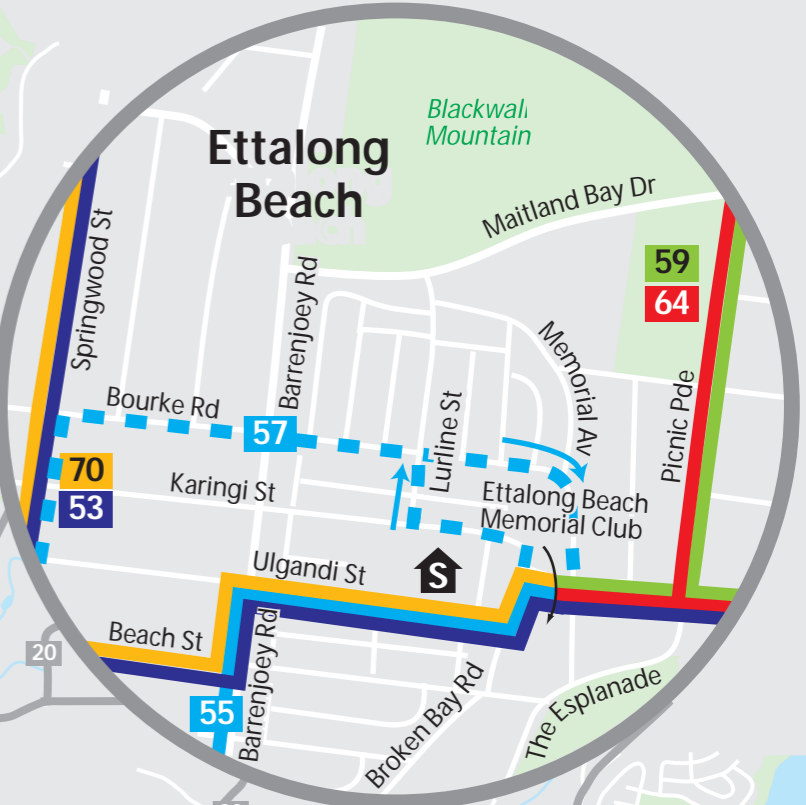 Blackwall
Mountain
Ettalong
Beach
Maitland Bay Dr
Springwood St
59
64
Barrenjoey Rd
Memorial Av
Picnic Pde
Bourke Rd
57
Lurline St
70
53
Karingi St
Ettalong Beach
Memorial Club
Ulgandi St
S
Beach St
20
Barrenjoey Rd
55
Broken Bay Rd
The Esplanade